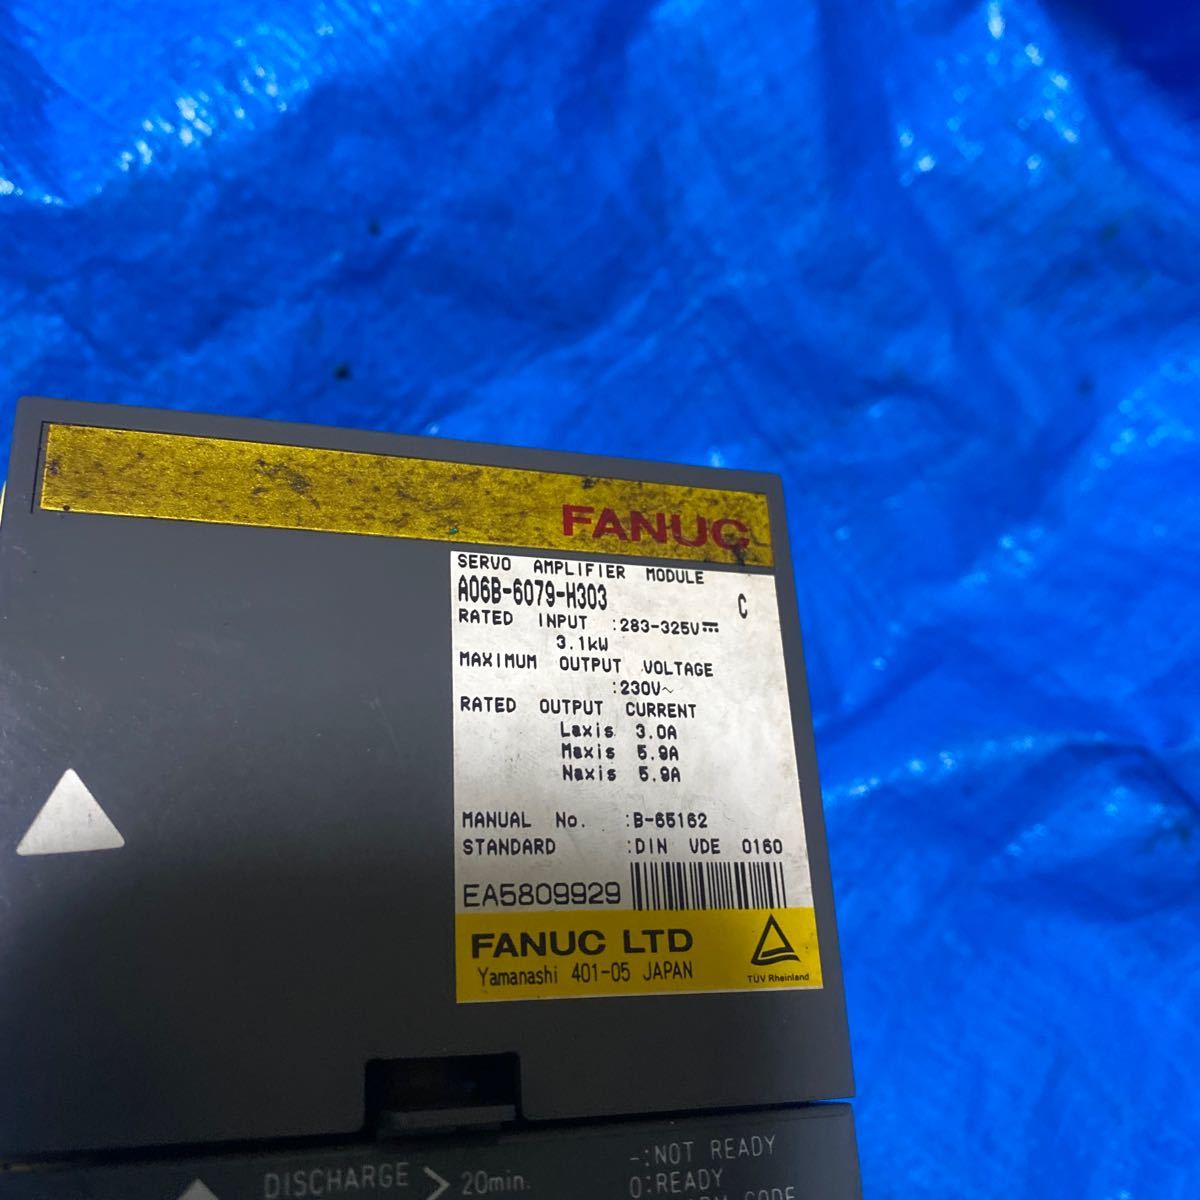 FANUC
SERVO AMPLIFIER MODULE
A06B-6079-H303 C
RATED INPUT :283-325V⎓
3.1kW
MAXIMUM OUTPUT VOLTAGE
:230V~
RATED OUTPUT CURRENT
Laxis 3.0A
Maxis 5.9A
Naxis 5.9A
MANUAL No. :B-65162
STANDARD :DIN VDE 0160
EA5809929
FANUC LTD
Yamanashi 401-05 JAPAN
TÜV Rheinland
-:NOT READY
DISCHARGE > 20min.
0:READY
CODE